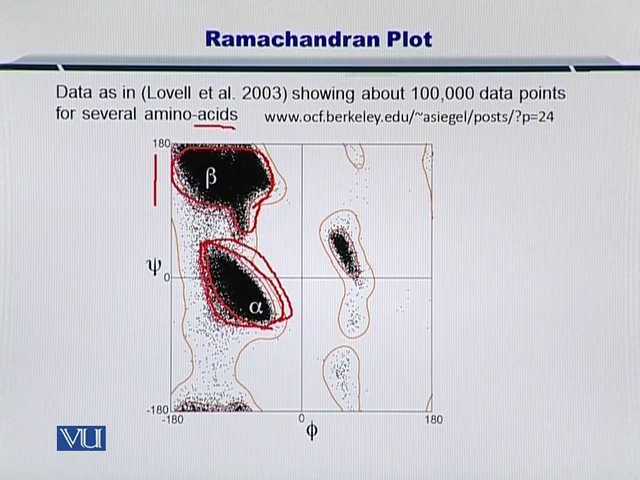 Ramachandran Plot
Data as in (Lovell et al. 2003) showing about 100,000 data points
for several amino-acids www.ocf.berkeley.edu/~asiegel/posts/?p=24
180
β
ψ
0
α
-180
-180 0 180
ϕ
VU